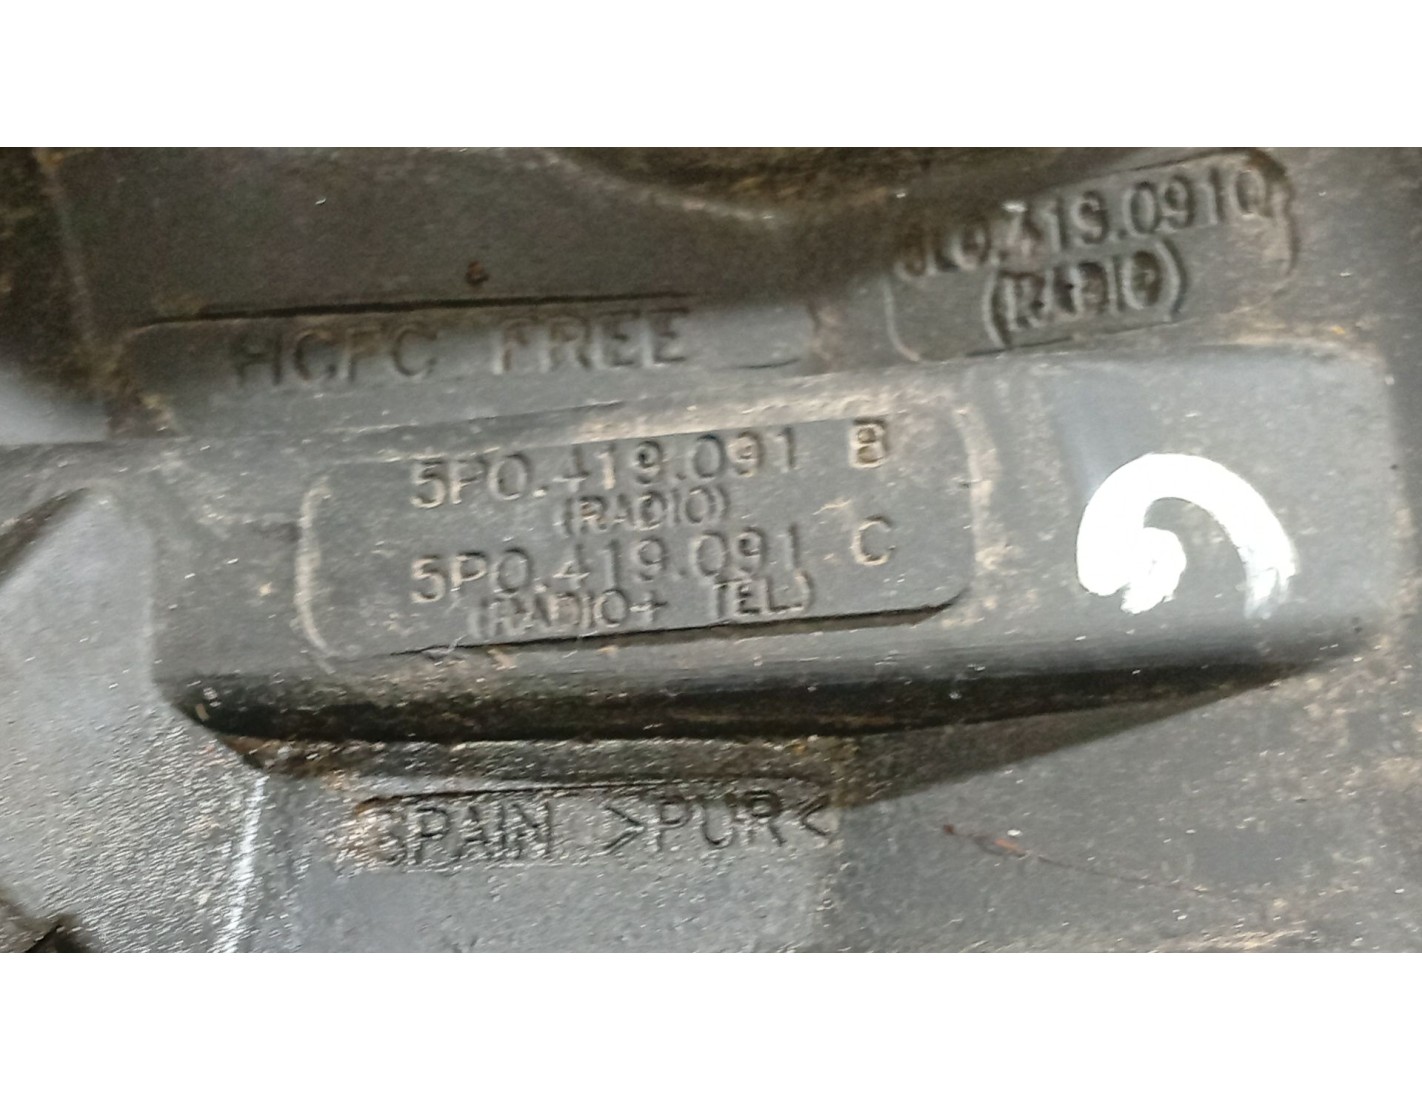 (RADIO)
HCFC FREE
5P0.419.091 B
(RADIO)
5P0.419.091 C
(RADIO+ TEL.)
SPAIN >PUR<